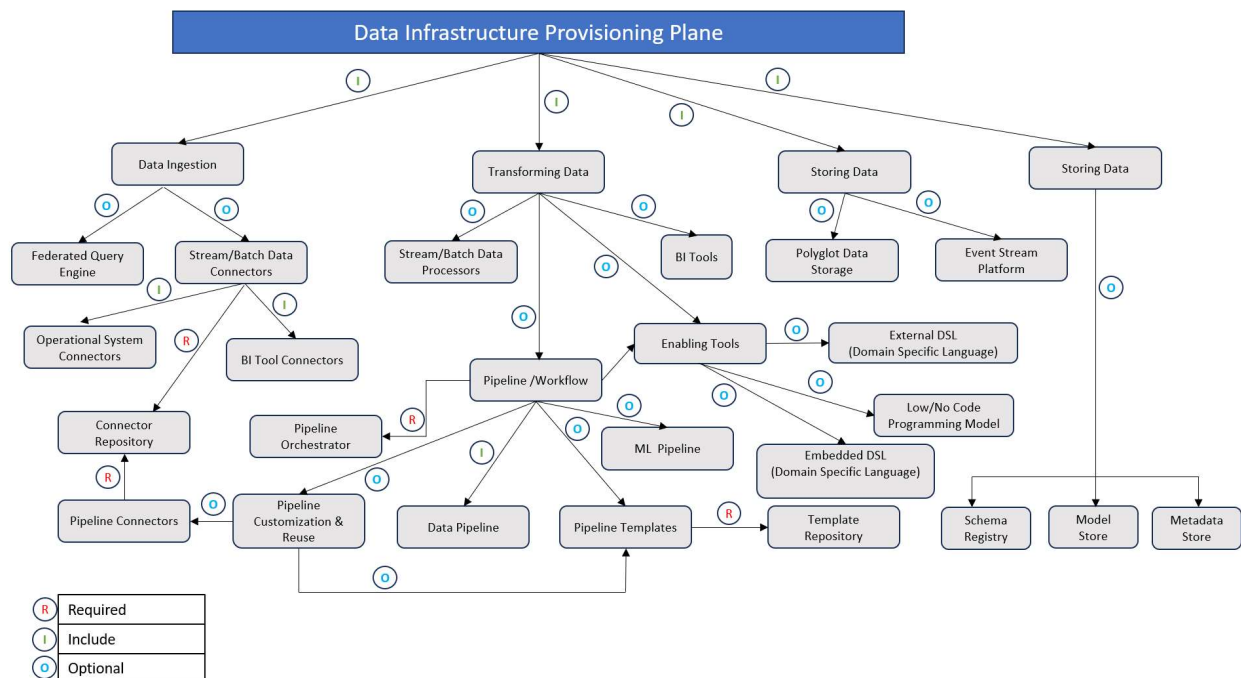 Data Infrastructure Provisioning Plane
I
I
I
I
Data Ingestion
Transforming Data
Storing Data
Storing Data
O
O
O
O
O
O
Federated Query
Engine
Stream/Batch Data
Connectors
Stream/Batch Data
Processors
BI Tools
Polyglot Data
Storage
Event Stream
Platform
O
O
I
I
R
O
Operational System
Connectors
BI Tool Connectors
Enabling Tools
O
External DSL
(Domain Specific Language)
Pipeline /Workflow
O
O
Low/No Code
Programming Model
Connector
Repository
Pipeline
Orchestrator
R
O
O
ML Pipeline
Embedded DSL
(Domain Specific Language)
I
O
R
Pipeline Connectors
O
Pipeline
Customization &
Reuse
Data Pipeline
Pipeline Templates
R
Template
Repository
Schema
Registry
Model
Store
Metadata
Store
O
R Required
I Include
O Optional